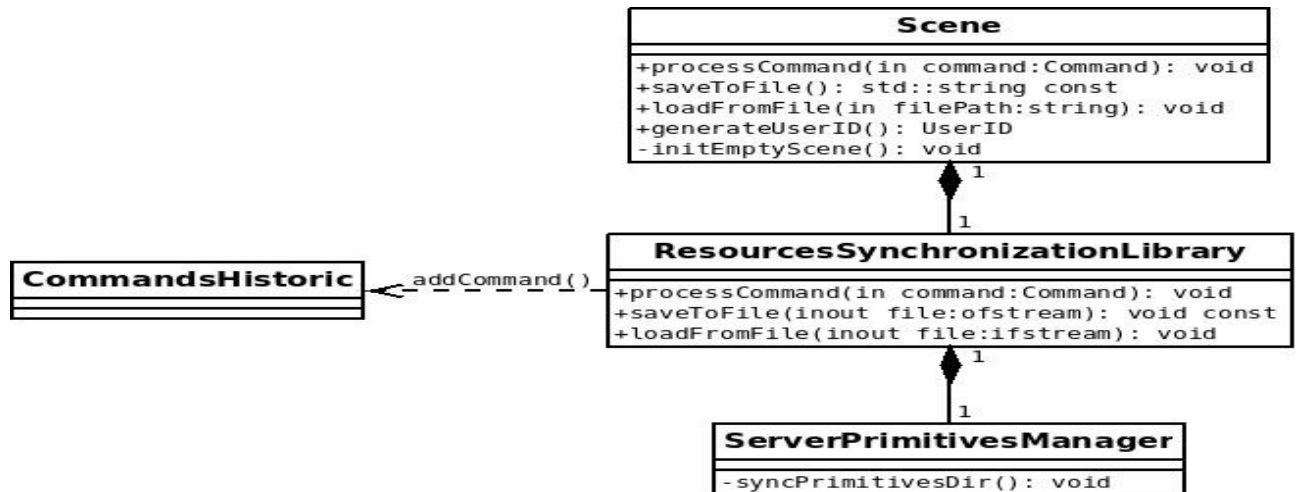 Scene
+processCommand(in command:Command): void
+saveToFile(): std::string const
+loadFromFile(in filePath:string): void
+generateUserID(): UserID
-initEmptyScene(): void
1
1
ResourcesSynchronizationLibrary
+processCommand(in command:Command): void
+saveToFile(inout file:ofstream): void const
+loadFromFile(inout file:ifstream): void
CommandsHistoric
addCommand()
1
1
ServerPrimitivesManager
-syncPrimitivesDir(): void